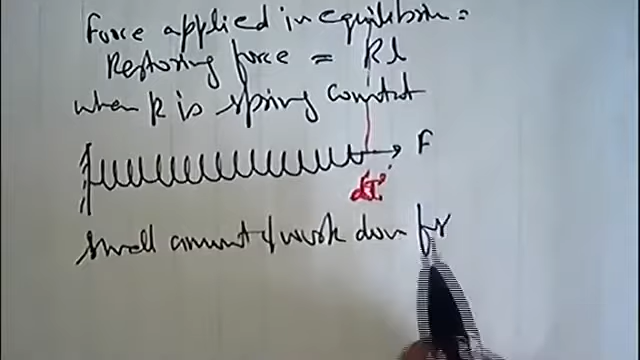 Force applied in equilibrium =
Restoring force = kl
when k is spring constant
F
dl
small amount of work done for